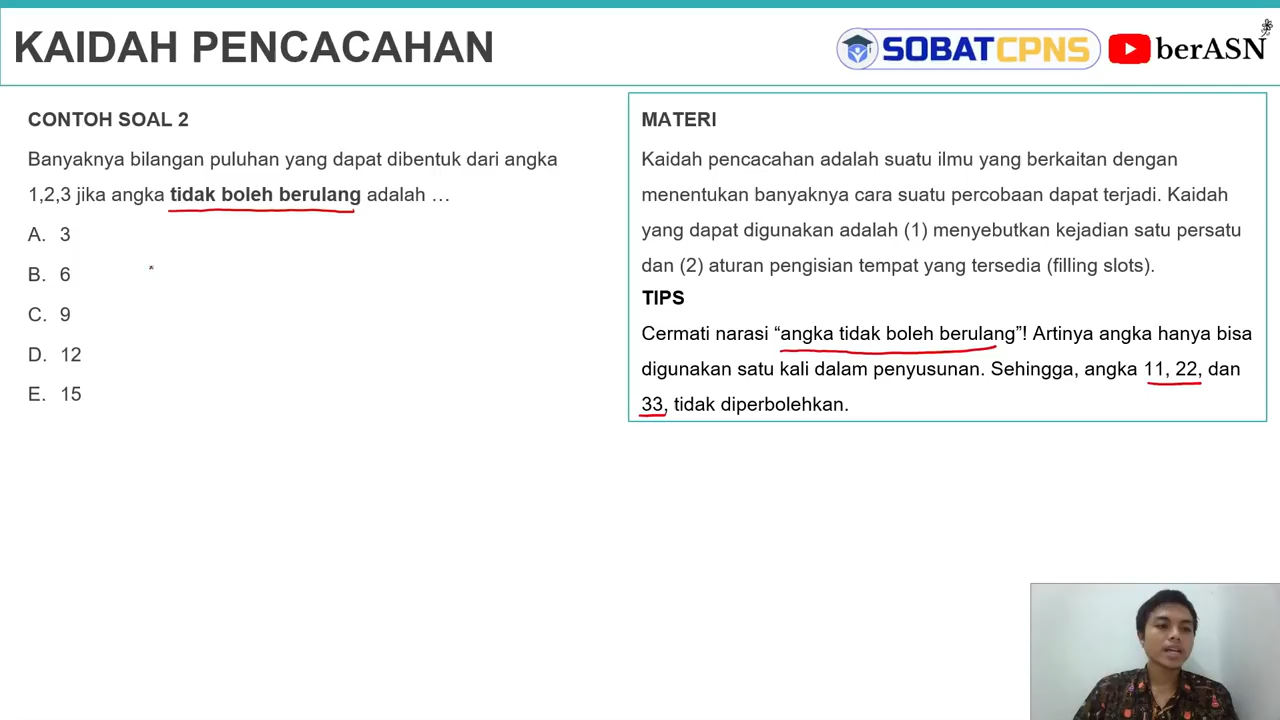 KAIDAH PENCACAHAN
SOBATCPNS
berASN
CONTOH SOAL 2
Banyaknya bilangan puluhan yang dapat dibentuk dari angka
1,2,3 jika angka tidak boleh berulang adalah …
A. 3
B. 6
C. 9
D. 12
E. 15
MATERI
Kaidah pencacahan adalah suatu ilmu yang berkaitan dengan
menentukan banyaknya cara suatu percobaan dapat terjadi. Kaidah
yang dapat digunakan adalah (1) menyebutkan kejadian satu persatu
dan (2) aturan pengisian tempat yang tersedia (filling slots).
TIPS
Cermati narasi “angka tidak boleh berulang”! Artinya angka hanya bisa
digunakan satu kali dalam penyusunan. Sehingga, angka 11, 22, dan
33, tidak diperbolehkan.